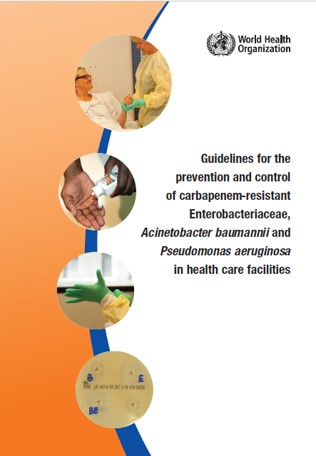 World Health
Organization
Guidelines for the
prevention and control
of carbapenem-resistant
Enterobacteriaceae,
Acinetobacter baumannii and
Pseudomonas aeruginosa
in health care facilities